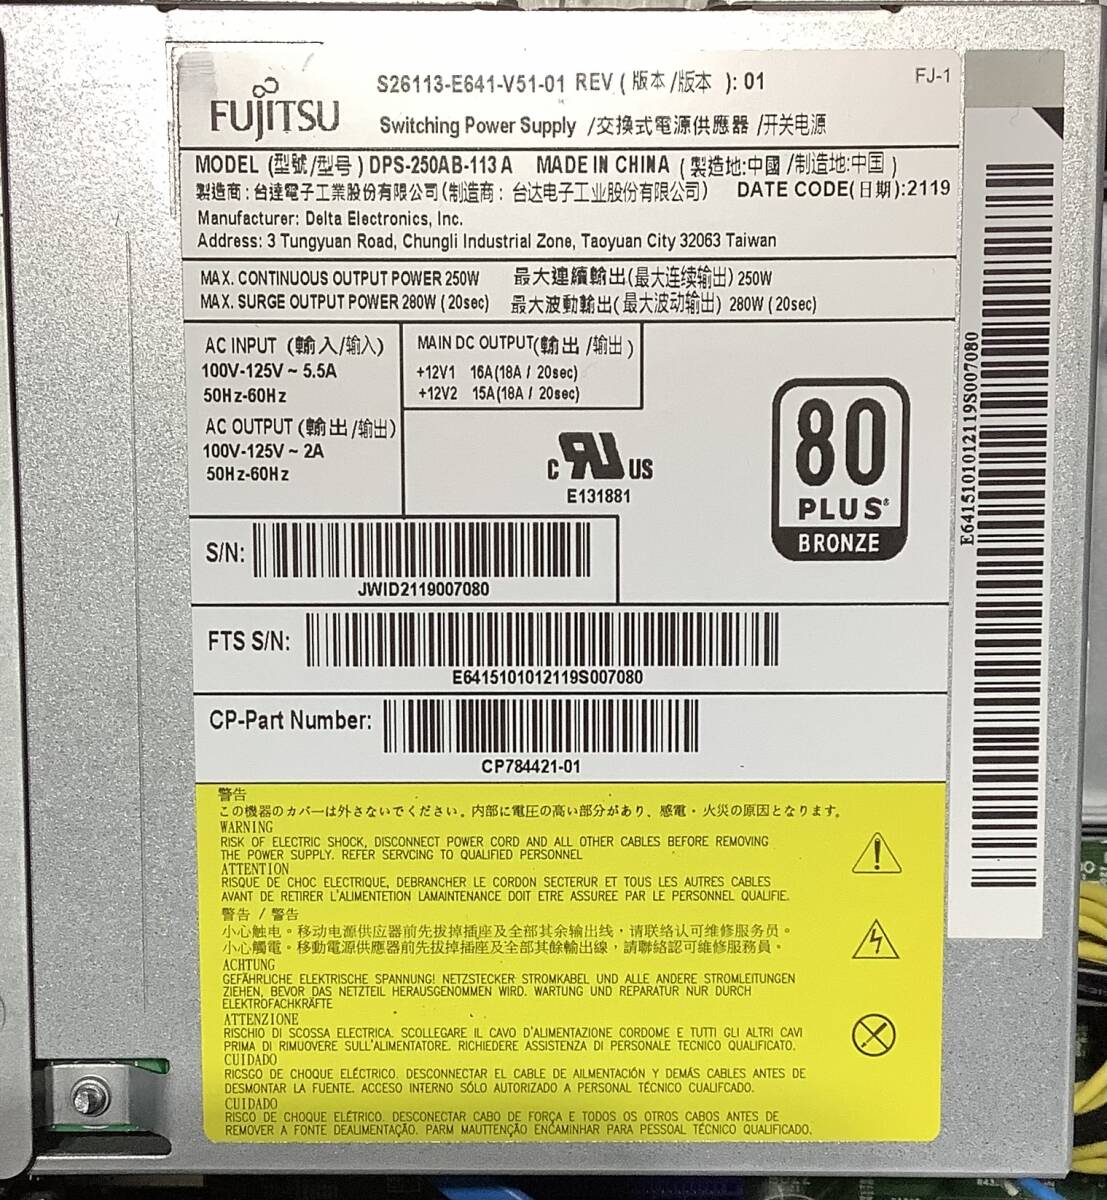 FUJITSU
S26113-E641-V51-01 REV (版本/版本 ): 01
FJ-1
Switching Power Supply /交換式電源供應器 /开关电源
MODEL (型號/型号 ) DPS-250AB-113 A MADE IN CHINA (製造地:中國 /制造地:中国 )
製造商 : 台達電子工業股份有限公司(制造商 : 台达电子工业股份有限公司) DATE CODE(日期):2119
Manufacturer: Delta Electronics, Inc.
Address: 3 Tungyuan Road, Chungli Industrial Zone, Taoyuan City 32063 Taiwan
MAX. CONTINUOUS OUTPUT POWER 250W 最大連續輸出(最大连续输出) 250W
MAX. SURGE OUTPUT POWER 280W ( 20sec) 最大波動輸出( 最大波动输出) 280W (20sec)
AC INPUT (輸入/输入)
100V-125V ~ 5.5A
50Hz-60Hz
AC OUTPUT (輸出/输出)
100V-125V ~ 2A
50Hz-60Hz
MAIN DC OUTPUT(輸出 /输出 )
+12V1 16A(18A / 20sec)
+12V2 15A(18A / 20sec)
C RU US
E131881
80
PLUS®
BRONZE
S/N:
JWID2119007080
FTS S/N:
E6415101012119S007080
CP-Part Number:
CP784421-01
E6415101012119S007080
警告
この機器のカバーは外さないでください。内部に電圧の高い部分があり、感電・火災の原因となります。
WARNING
RISK OF ELECTRIC SHOCK, DISCONNECT POWER CORD AND ALL OTHER CABLES BEFORE REMOVING
THE POWER SUPPLY. REFER SERVCING TO QUALIFIED PERSONNEL
ATTENTION
RISQUE DE CHOC ELECTRIQUE, DEBRANCHER LE CORDON SECTERUR ET TOUS LES AUTRES CABLES
AVANT DE RETIRER L'ALIMENTETION LAMAINTENANCE DOIT ETRE ASSUREE PAR LE PERSONNEL QUALIFIE.
警告 / 警告
小心触电。移动电源供应器前先拔掉插座及全部其余输出线，请联络认可维修服务员。
小心觸電。移動電源供應器前先拔掉插座及全部其餘輸出線，請聯絡認可維修服務員。
ACHTUNG
GEFÄHRLICHE ELEKTRISCHE SPANNUNG! NETZSTECKER STROMKABEL UND ALLE ANDERE STROMLEITUNGEN
ZIEHEN, BEVOR DAS NETZTEIL HERAUSGENOMMEN WIRD. WARTUNG UND REPARATUR NUR DURCH
ELEKTROFACHKRÄFTE
ATTENZIONE
RISCHIO DI SCOSSA ELECTRICA. SCOLLEGARE IL CAVO D'ALIMENTAZIONE CORDOME E TUTTI GLI ALTRI CAVI
PRIMA DI RIMUOVERE SULL'ALIMENTATORE. RICHIEDERE ASSISTENZA DI PERSONALE TECNICO QUALIFICATO.
CUIDADO
RICSGO DE CHOQUE ELÉCTRICO. DESCONNECTAR EL CABLE DE AILMENTACIÓN Y DEMÁS CABLES ANTES DE
DESMONTAR LA FUENTE. ACCESO INTERNO SÓLO AUTORIZADO A PERSONAL TÉCNICO CUALIFCADO.
CUIDADO
RISCO DE CHOQUE ELÉTRICO. DESCONECTAR CABO DE FORÇA E TODOS OS OTROS CABOS ANTES DE
REMOVER A FONTE DEALIMENTAÇÃO. PARM MAUTTENÇÃO ENCAMINHAR PARA PESSOAL TÉCNICO QUALIFICADO.